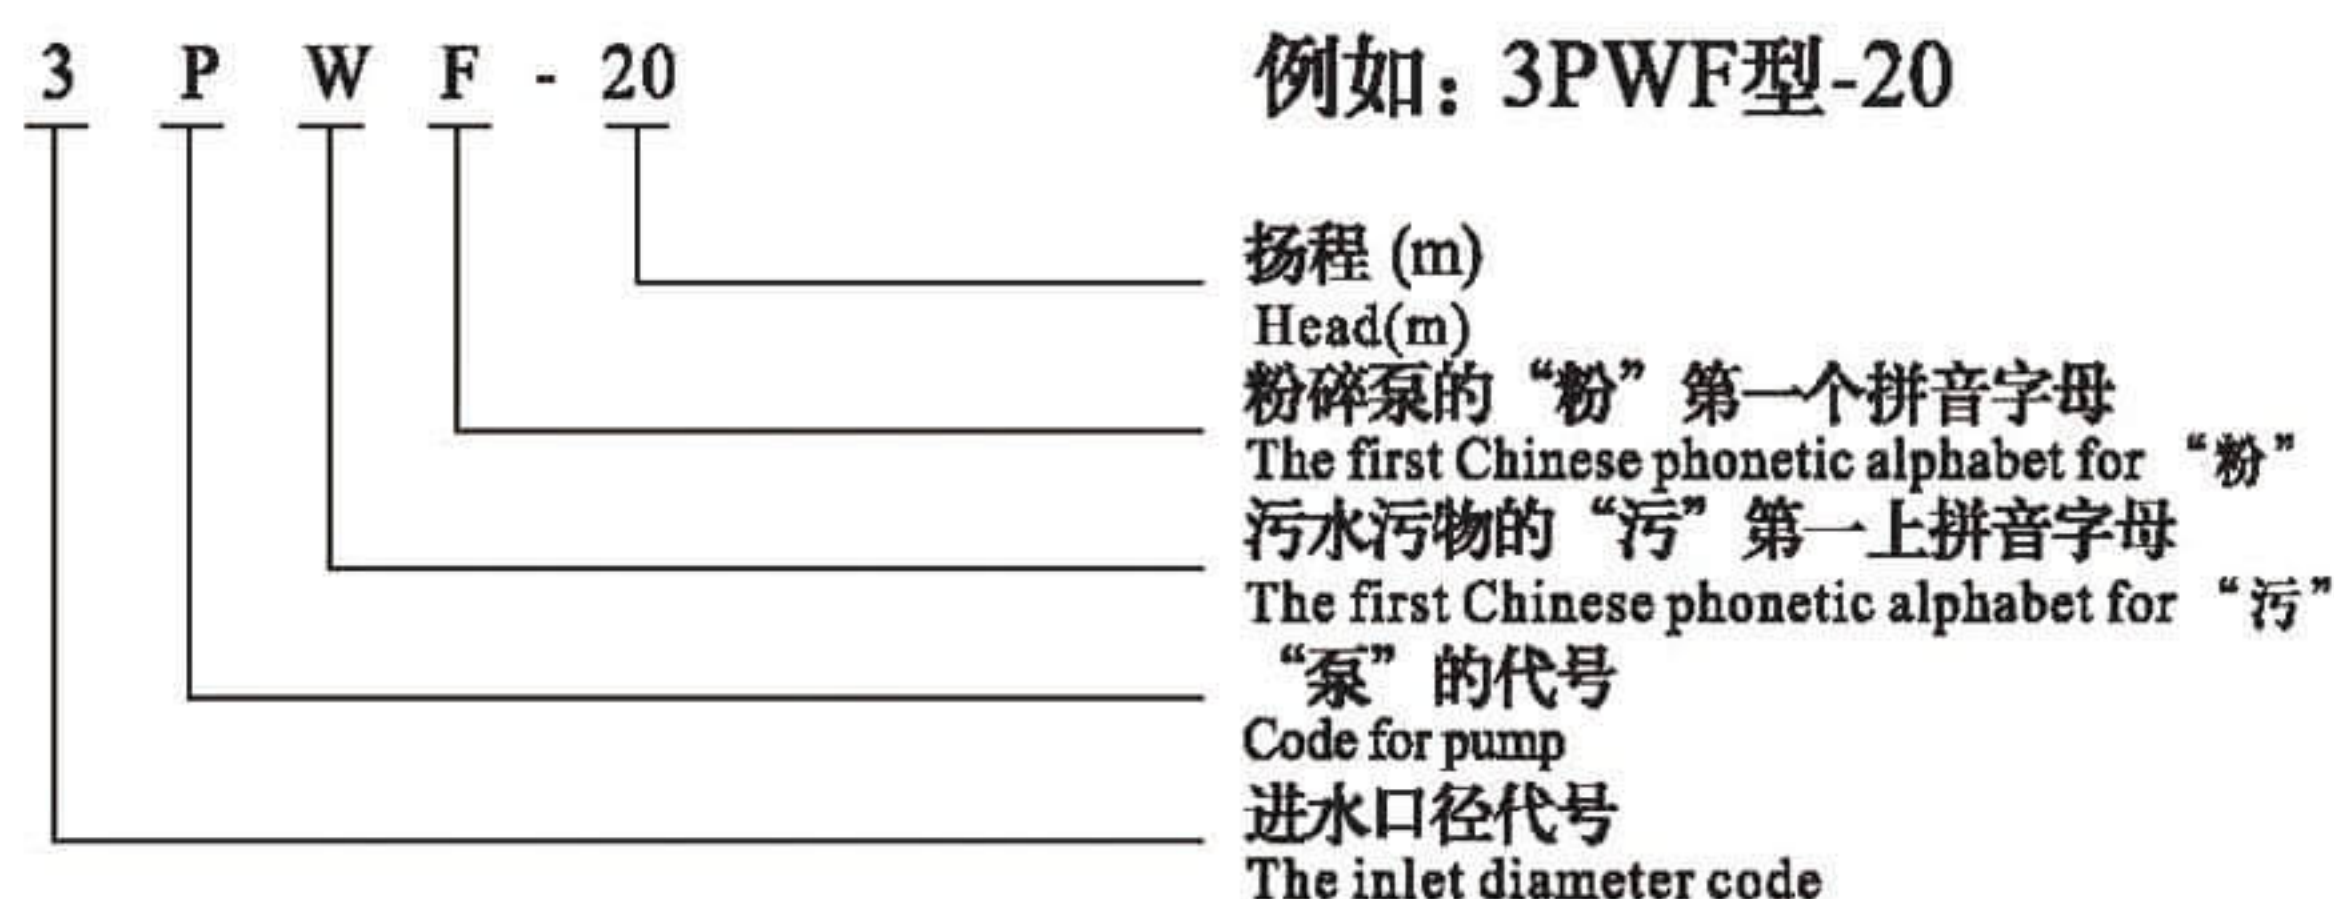 3 P W F - 20
例如：3PWF型-20
扬程 (m)
Head(m)
粉碎泵的“粉”第一个拼音字母
The first Chinese phonetic alphabet for “粉”
污水污物的“污”第一上拼音字母
The first Chinese phonetic alphabet for “污”
“泵”的代号
Code for pump
进水口径代号
The inlet diameter code